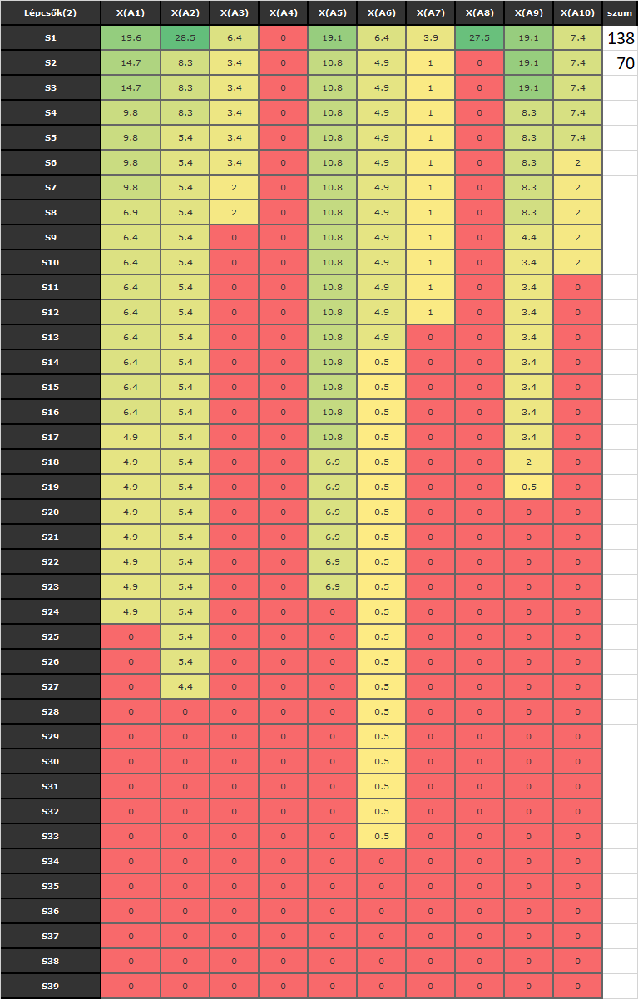 Lépcsők(2) X(A1) X(A2) X(A3) X(A4) X(A5) X(A6) X(A7) X(A8) X(A9) X(A10) szum
S1 19.6 28.5 6.4 0 19.1 6.4 3.9 27.5 19.1 7.4 138
S2 14.7 8.3 3.4 0 10.8 4.9 1 0 19.1 7.4 70
S3 14.7 8.3 3.4 0 10.8 4.9 1 0 19.1 7.4
S4 9.8 8.3 3.4 0 10.8 4.9 1 0 8.3 7.4
S5 9.8 5.4 3.4 0 10.8 4.9 1 0 8.3 7.4
S6 9.8 5.4 3.4 0 10.8 4.9 1 0 8.3 2
S7 9.8 5.4 2 0 10.8 4.9 1 0 8.3 2
S8 6.9 5.4 2 0 10.8 4.9 1 0 8.3 2
S9 6.4 5.4 0 0 10.8 4.9 1 0 4.4 2
S10 6.4 5.4 0 0 10.8 4.9 1 0 3.4 2
S11 6.4 5.4 0 0 10.8 4.9 1 0 3.4 0
S12 6.4 5.4 0 0 10.8 4.9 1 0 3.4 0
S13 6.4 5.4 0 0 10.8 4.9 0 0 3.4 0
S14 6.4 5.4 0 0 10.8 0.5 0 0 3.4 0
S15 6.4 5.4 0 0 10.8 0.5 0 0 3.4 0
S16 6.4 5.4 0 0 10.8 0.5 0 0 3.4 0
S17 4.9 5.4 0 0 10.8 0.5 0 0 3.4 0
S18 4.9 5.4 0 0 6.9 0.5 0 0 2 0
S19 4.9 5.4 0 0 6.9 0.5 0 0 0.5 0
S20 4.9 5.4 0 0 6.9 0.5 0 0 0 0
S21 4.9 5.4 0 0 6.9 0.5 0 0 0 0
S22 4.9 5.4 0 0 6.9 0.5 0 0 0 0
S23 4.9 5.4 0 0 6.9 0.5 0 0 0 0
S24 4.9 5.4 0 0 0 0.5 0 0 0 0
S25 0 5.4 0 0 0 0.5 0 0 0 0
S26 0 5.4 0 0 0 0.5 0 0 0 0
S27 0 4.4 0 0 0 0.5 0 0 0 0
S28 0 0 0 0 0 0.5 0 0 0 0
S29 0 0 0 0 0 0.5 0 0 0 0
S30 0 0 0 0 0 0.5 0 0 0 0
S31 0 0 0 0 0 0.5 0 0 0 0
S32 0 0 0 0 0 0.5 0 0 0 0
S33 0 0 0 0 0 0.5 0 0 0 0
S34 0 0 0 0 0 0 0 0 0 0
S35 0 0 0 0 0 0 0 0 0 0
S36 0 0 0 0 0 0 0 0 0 0
S37 0 0 0 0 0 0 0 0 0 0
S38 0 0 0 0 0 0 0 0 0 0
S39 0 0 0 0 0 0 0 0 0 0